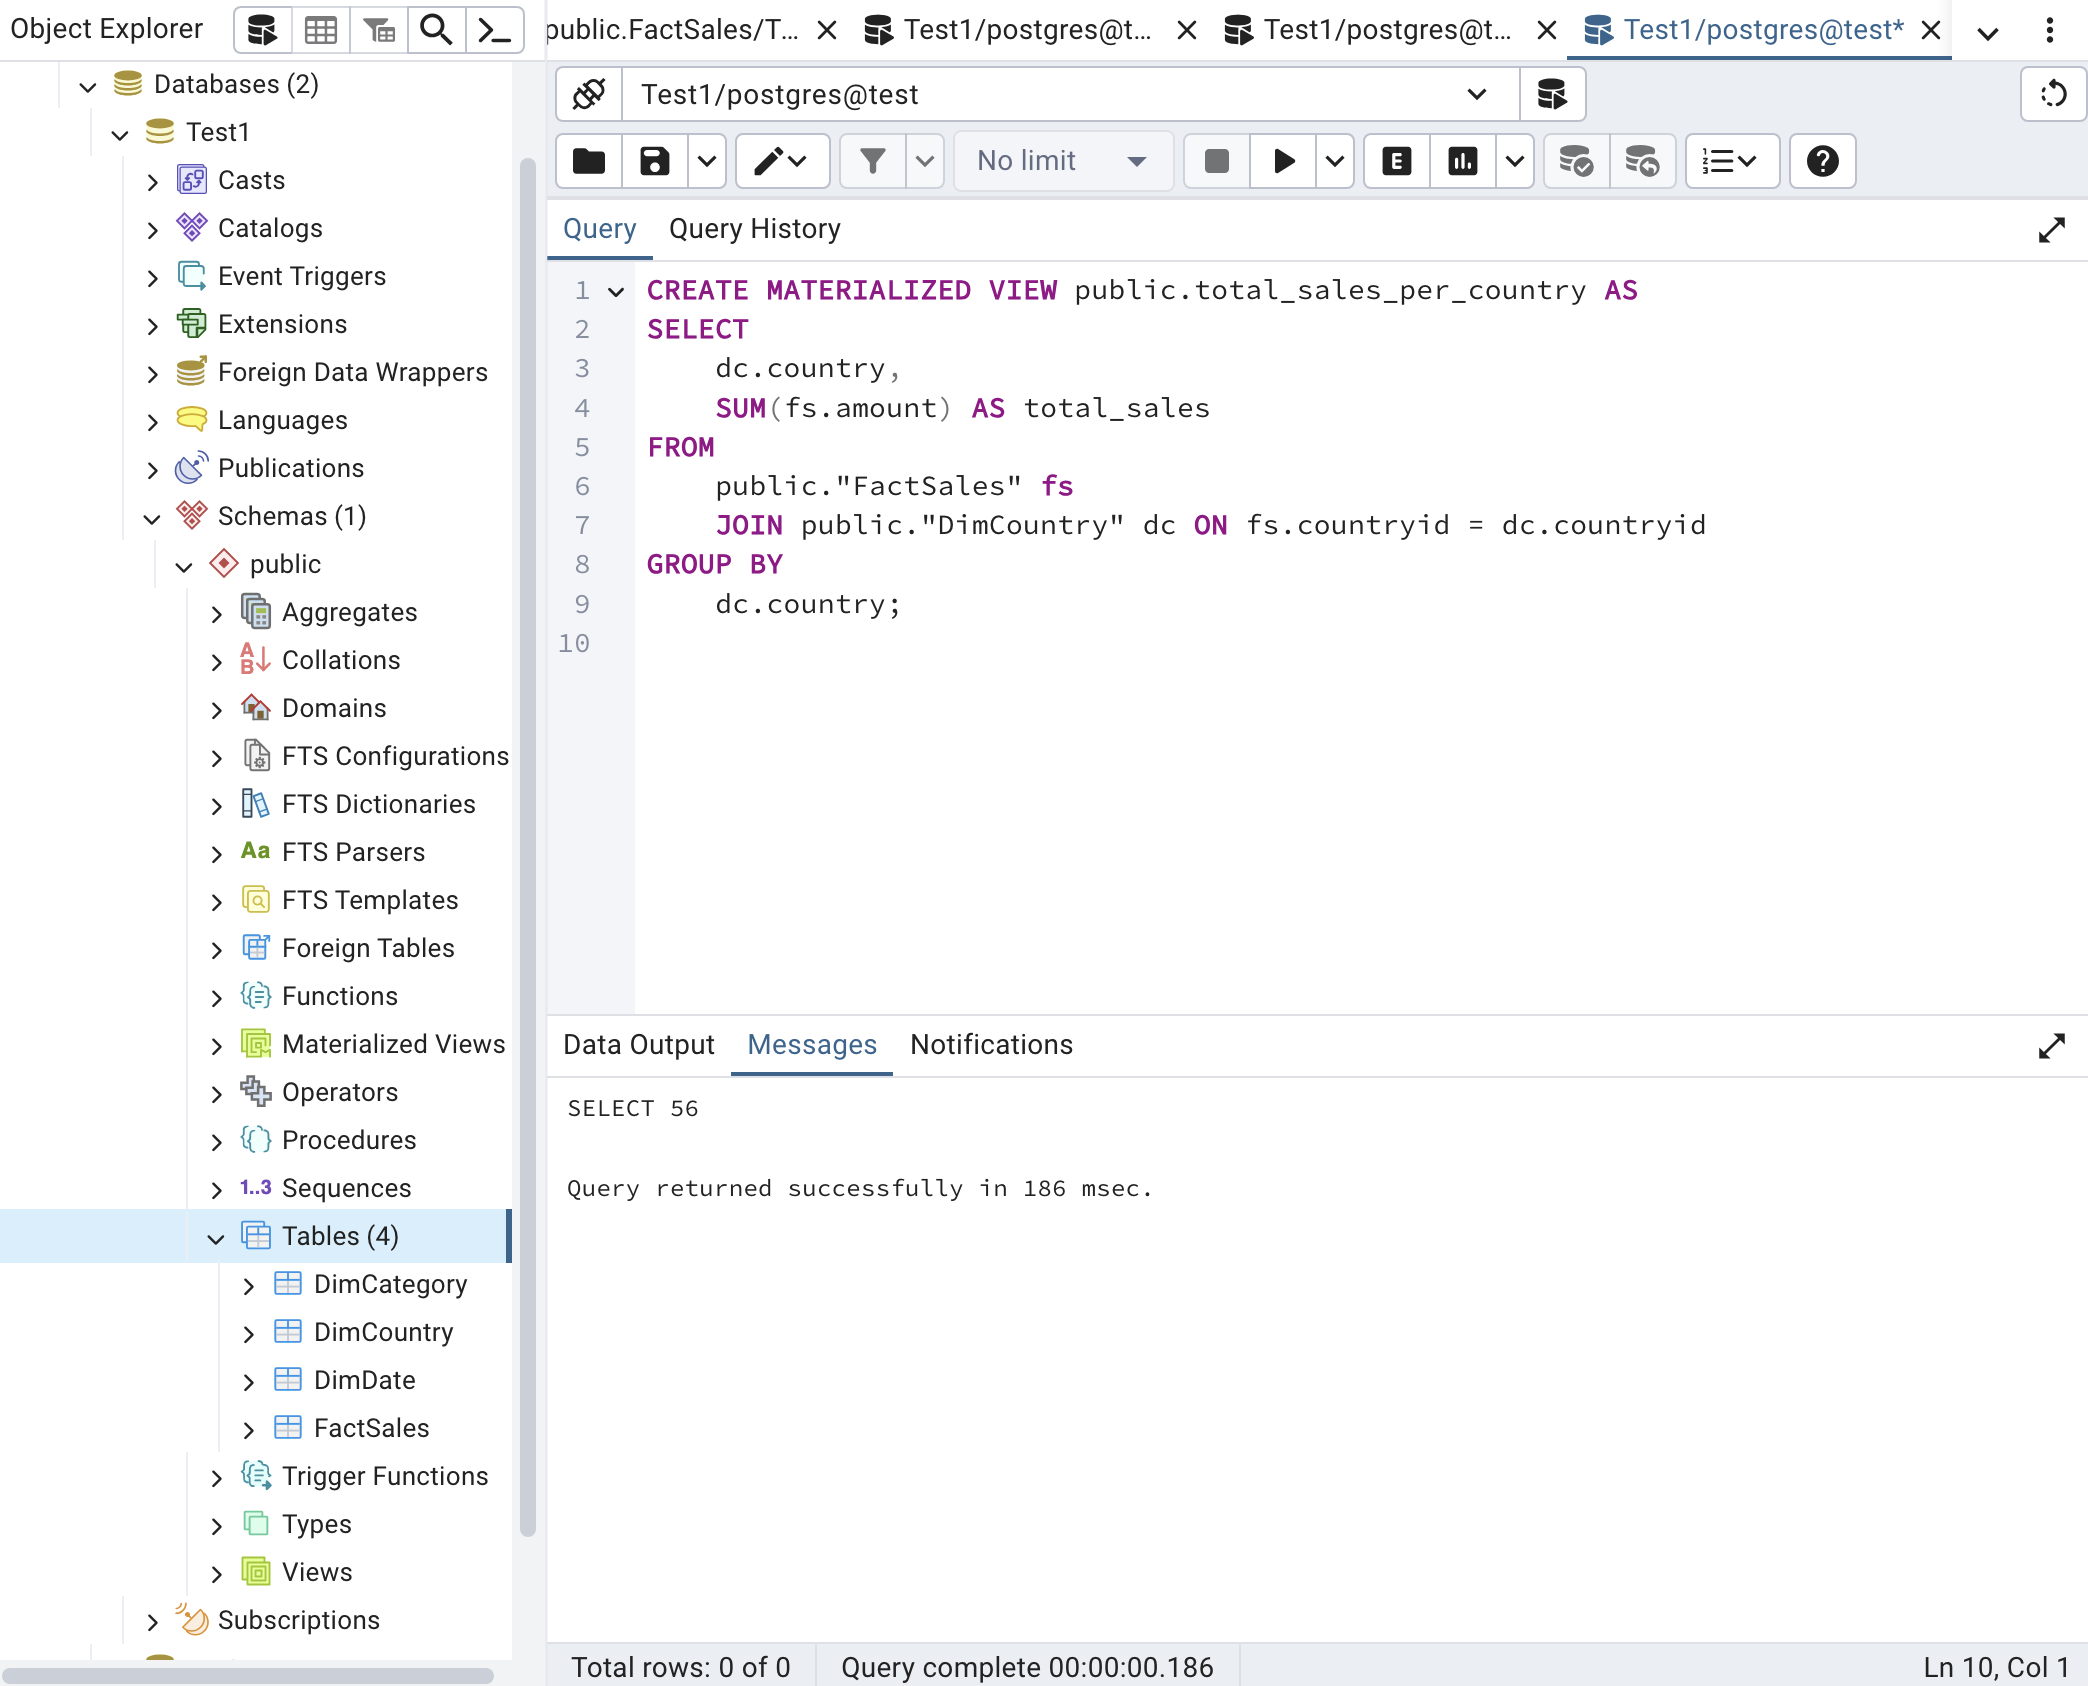 Object Explorer
public.FactSales/T...
Test1/postgres@t...
Test1/postgres@t...
Test1/postgres@test*
Databases (2)
Test1
Casts
Catalogs
Event Triggers
Extensions
Foreign Data Wrappers
Languages
Publications
Schemas (1)
public
Aggregates
Collations
Domains
FTS Configurations
FTS Dictionaries
Aa FTS Parsers
FTS Templates
Foreign Tables
Functions
Materialized Views
Operators
Procedures
1..3 Sequences
Tables (4)
DimCategory
DimCountry
DimDate
FactSales
Trigger Functions
Types
Views
Subscriptions
Test1/postgres@test
No limit
E
Query Query History
1 CREATE MATERIALIZED VIEW public.total_sales_per_country AS
2 SELECT
3 dc.country,
4 SUM(fs.amount) AS total_sales
5 FROM
6 public."FactSales" fs
7 JOIN public."DimCountry" dc ON fs.countryid = dc.countryid
8 GROUP BY
9 dc.country;
10
Data Output Messages Notifications
SELECT 56
Query returned successfully in 186 msec.
Total rows: 0 of 0 Query complete 00:00:00.186 Ln 10, Col 1